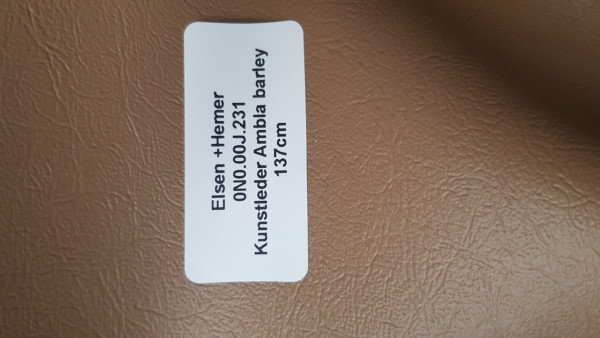 Elsen +Hemer
0N0.00J.231
Kunstleder Ambla barley
137cm